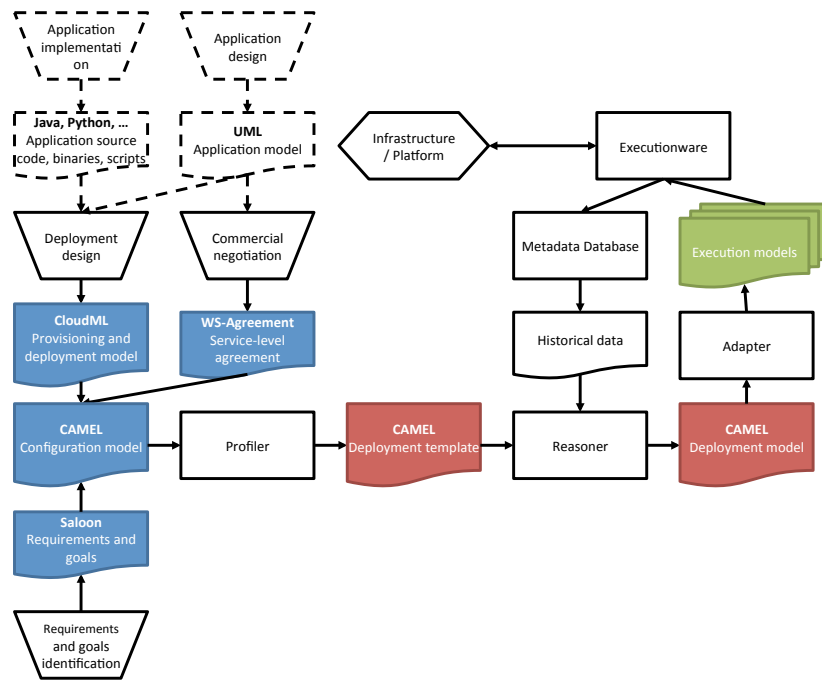 Application
implementati
on
Application
design
Java, Python, ...
Application source
code, binaries, scripts
UML
Application model
Infrastructure
/ Platform
Executionware
Deployment
design
Commercial
negotiation
Metadata Database
Execution models
CloudML
Provisioning and
deployment model
WS-Agreement
Service-level
agreement
Historical data
Adapter
CAMEL
Configuration model
Profiler
CAMEL
Deployment template
Reasoner
CAMEL
Deployment model
Saloon
Requirements and
goals
Requirements
and goals
identification